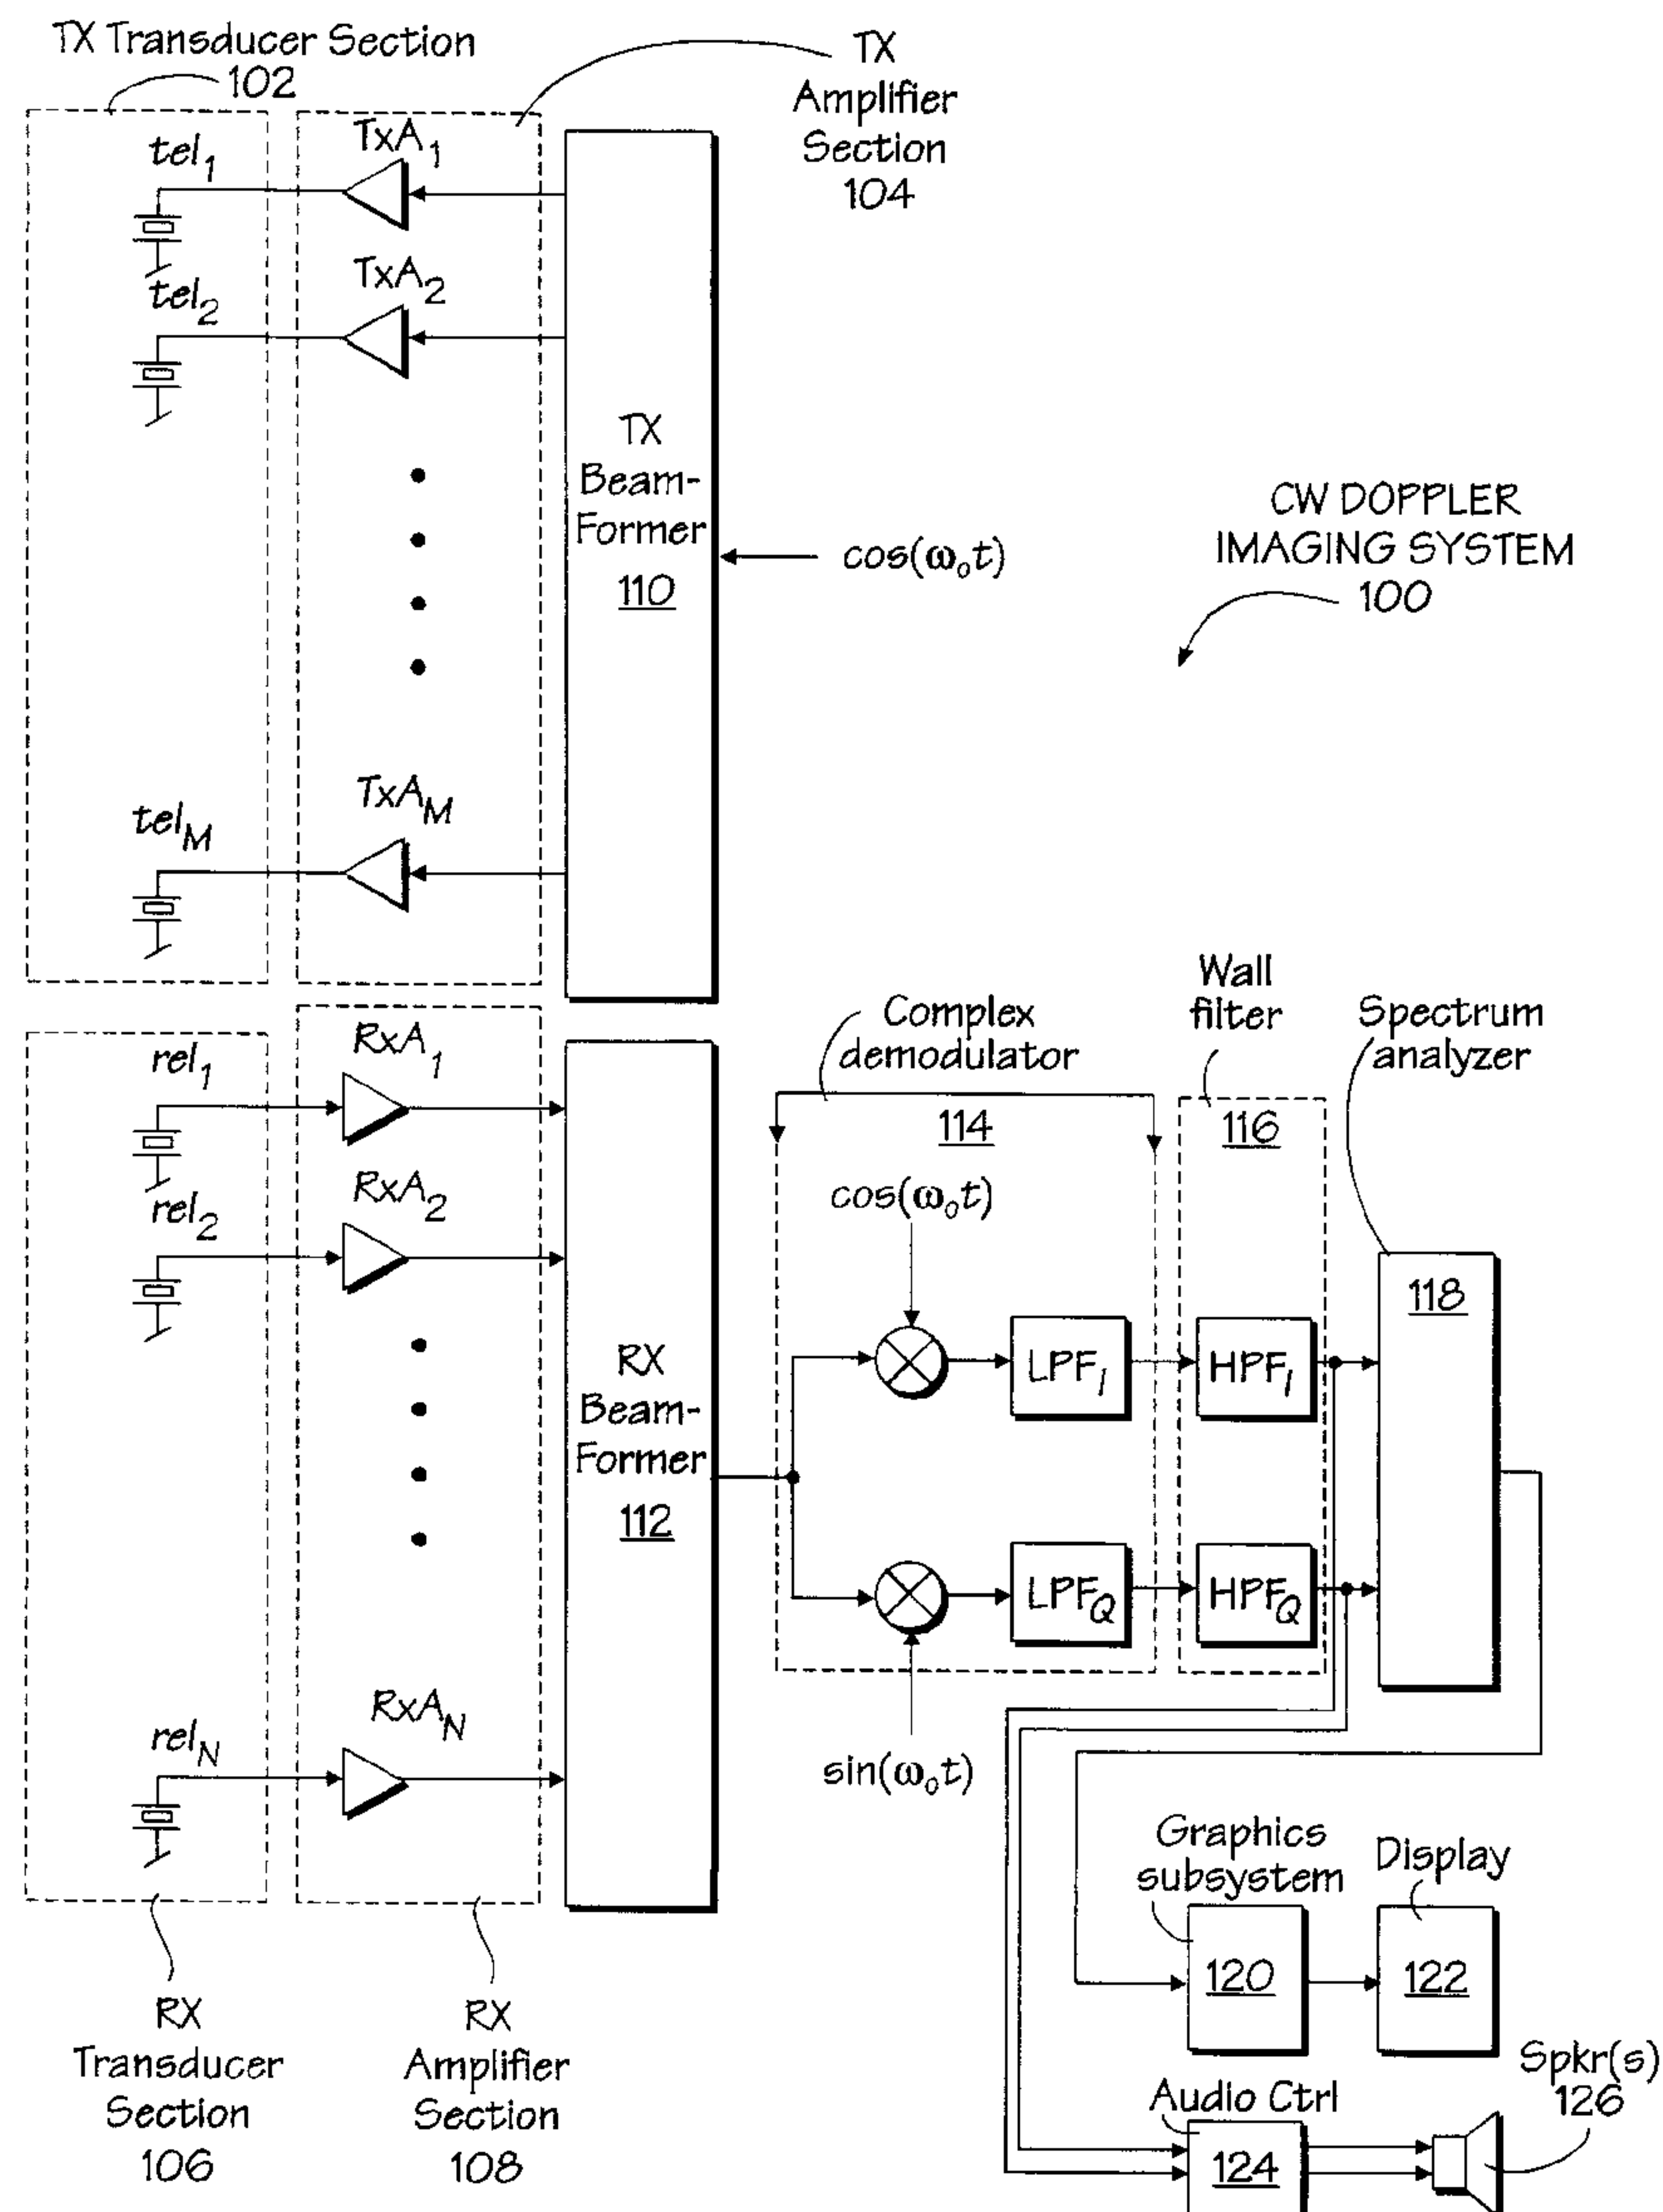 TX Transducer Section
102
TX
Amplifier
Section
104
tel1
TxA1
tel2
TxA2
TX
Beam-
Former
110
cos(ω₀t)
CW DOPPLER
IMAGING SYSTEM
100
telM
TxAM
Complex
demodulator
114
Wall
filter
116
Spectrum
analyzer
118
rel1
RxA1
rel2
RxA2
cos(ω₀t)
RX
Beam-
Former
112
LPFI
HPFI
LPFQ
HPFQ
sin(ω₀t)
relN
RxAN
Graphics
subsystem
120
Display
122
RX
Transducer
Section
106
RX
Amplifier
Section
108
Audio Ctrl
124
Spkr(s)
126